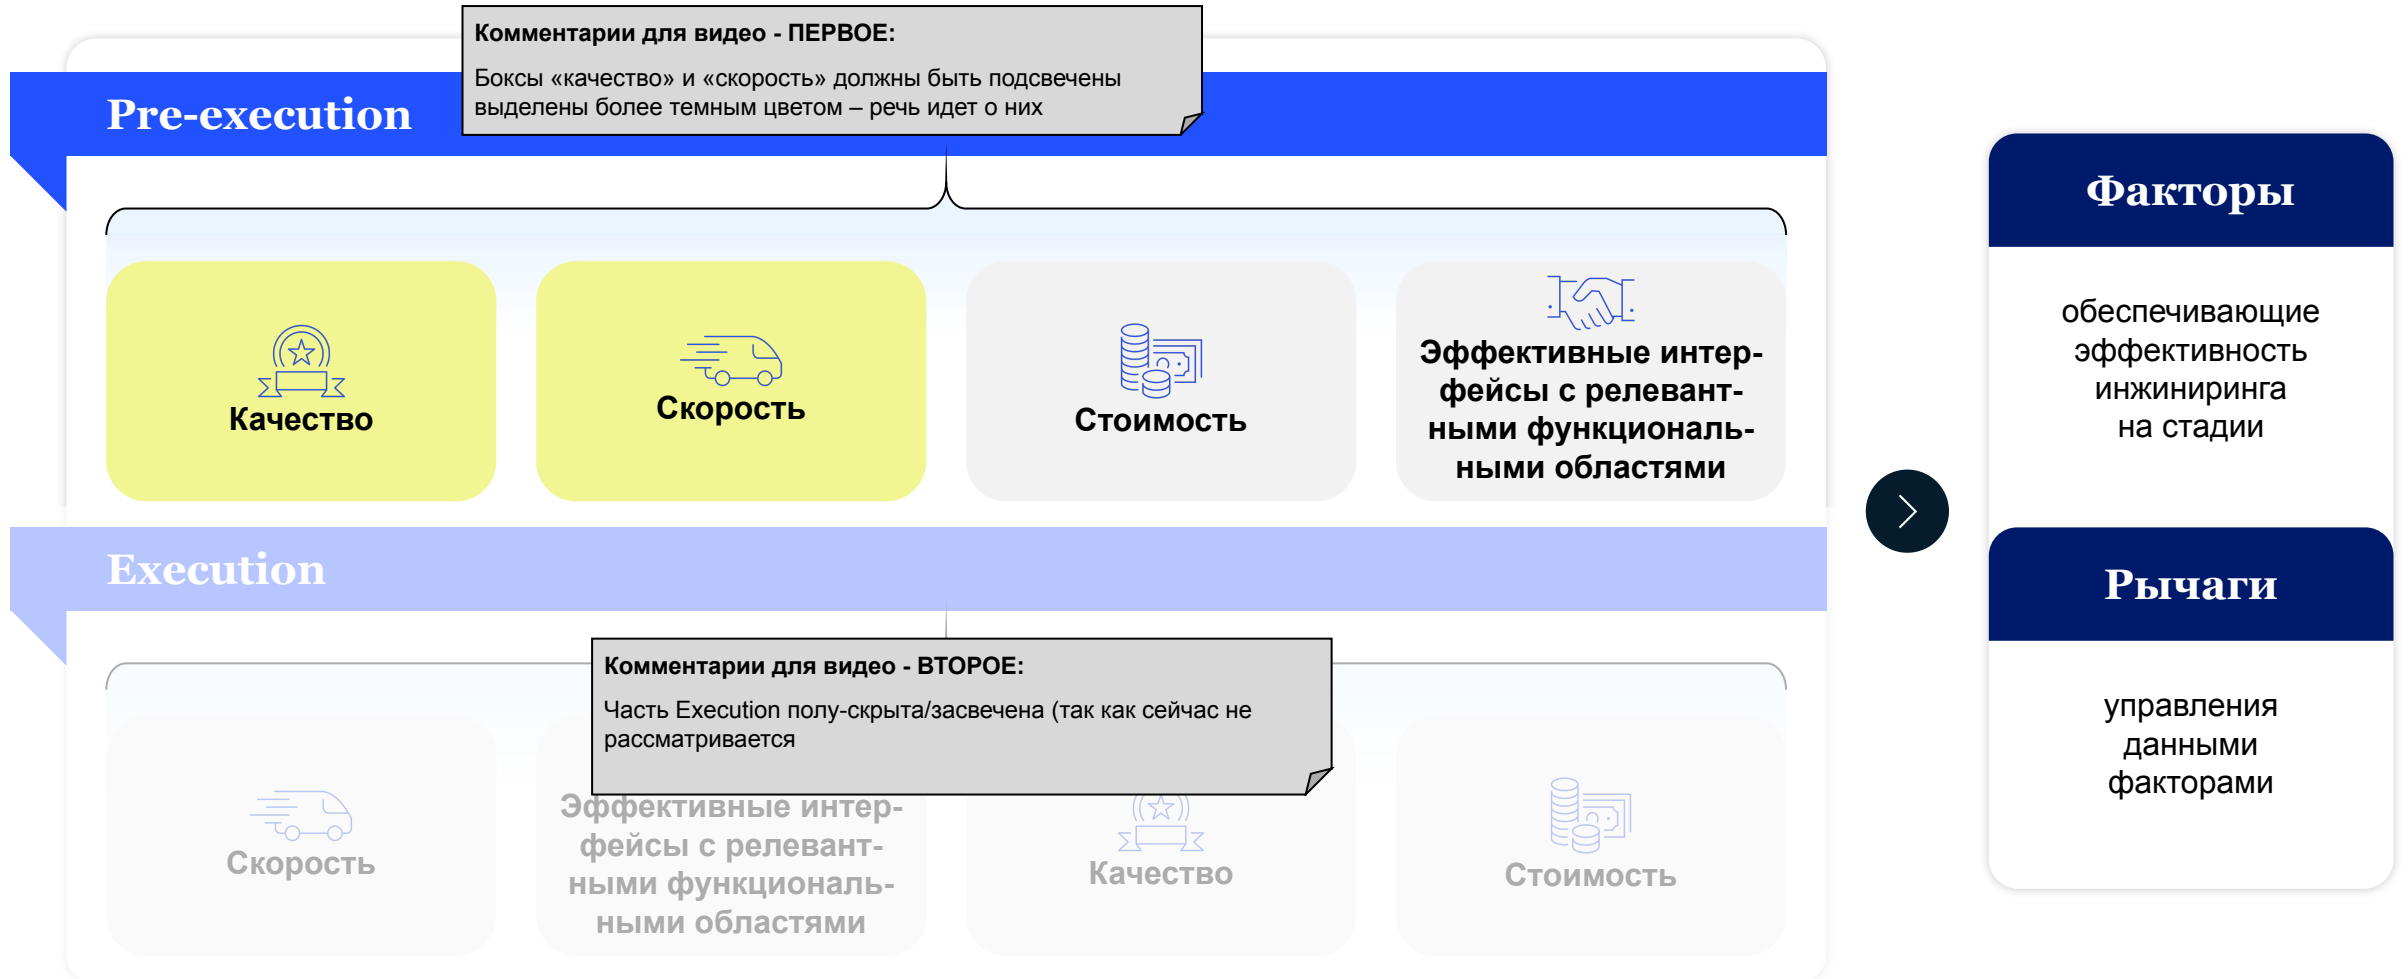 Комментарии для видео - ПЕРВОЕ:
Боксы «качество» и «скорость» должны быть подсвечены
выделены более темным цветом – речь идет о них
Pre-execution
Качество
Скорость
Стоимость
Эффективные интер-
фейсы с релевант-
ными функциональ-
ными областями
Execution
Комментарии для видео - ВТОРОЕ:
Часть Execution полу-скрыта/засвечена (так как сейчас не
рассматривается
Скорость
Эффективные интер-
фейсы с релевант-
ными функциональ-
ными областями
Качество
Стоимость
Факторы
обеспечивающие
эффективность
инжиниринга
на стадии
Рычаги
управления
данными
факторами